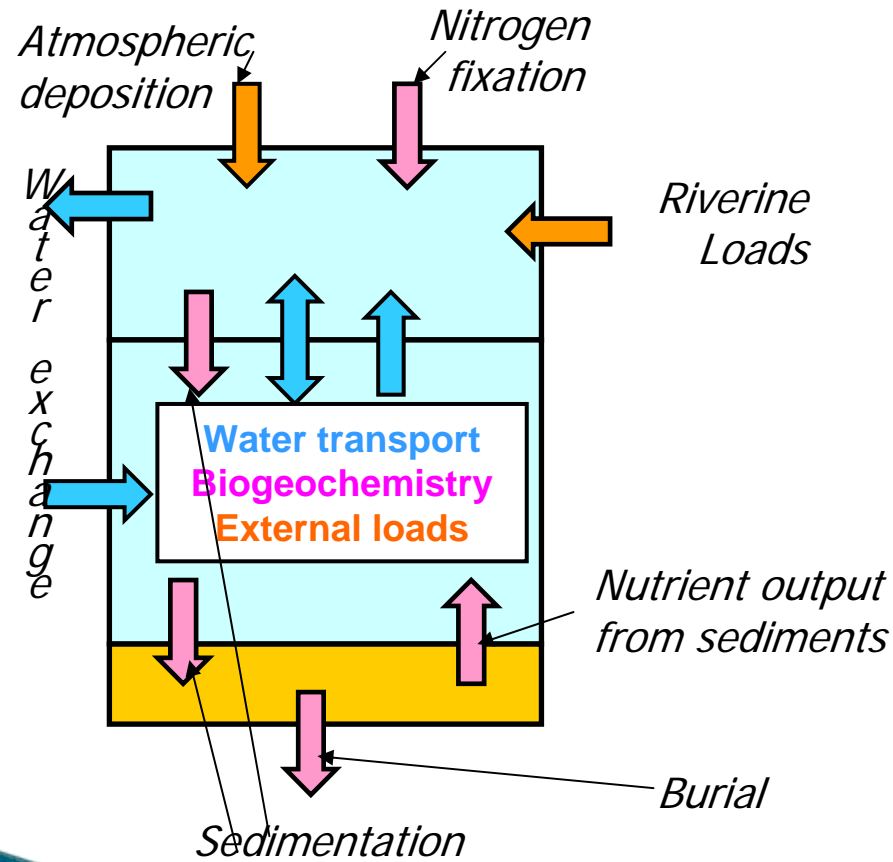 Atmospheric
deposition
Nitrogen
fixation
Water exchange
Riverine
Loads
Water transport
Biogeochemistry
External loads
Nutrient output
from sediments
Burial
Sedimentation